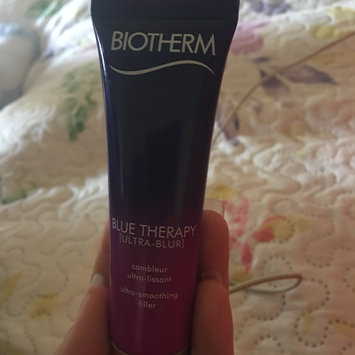 BIOTHERM
BLUE THERAPY
[ULTRA-BLUR]
combleur
ultra-lissant
ultra-smoothing
filler